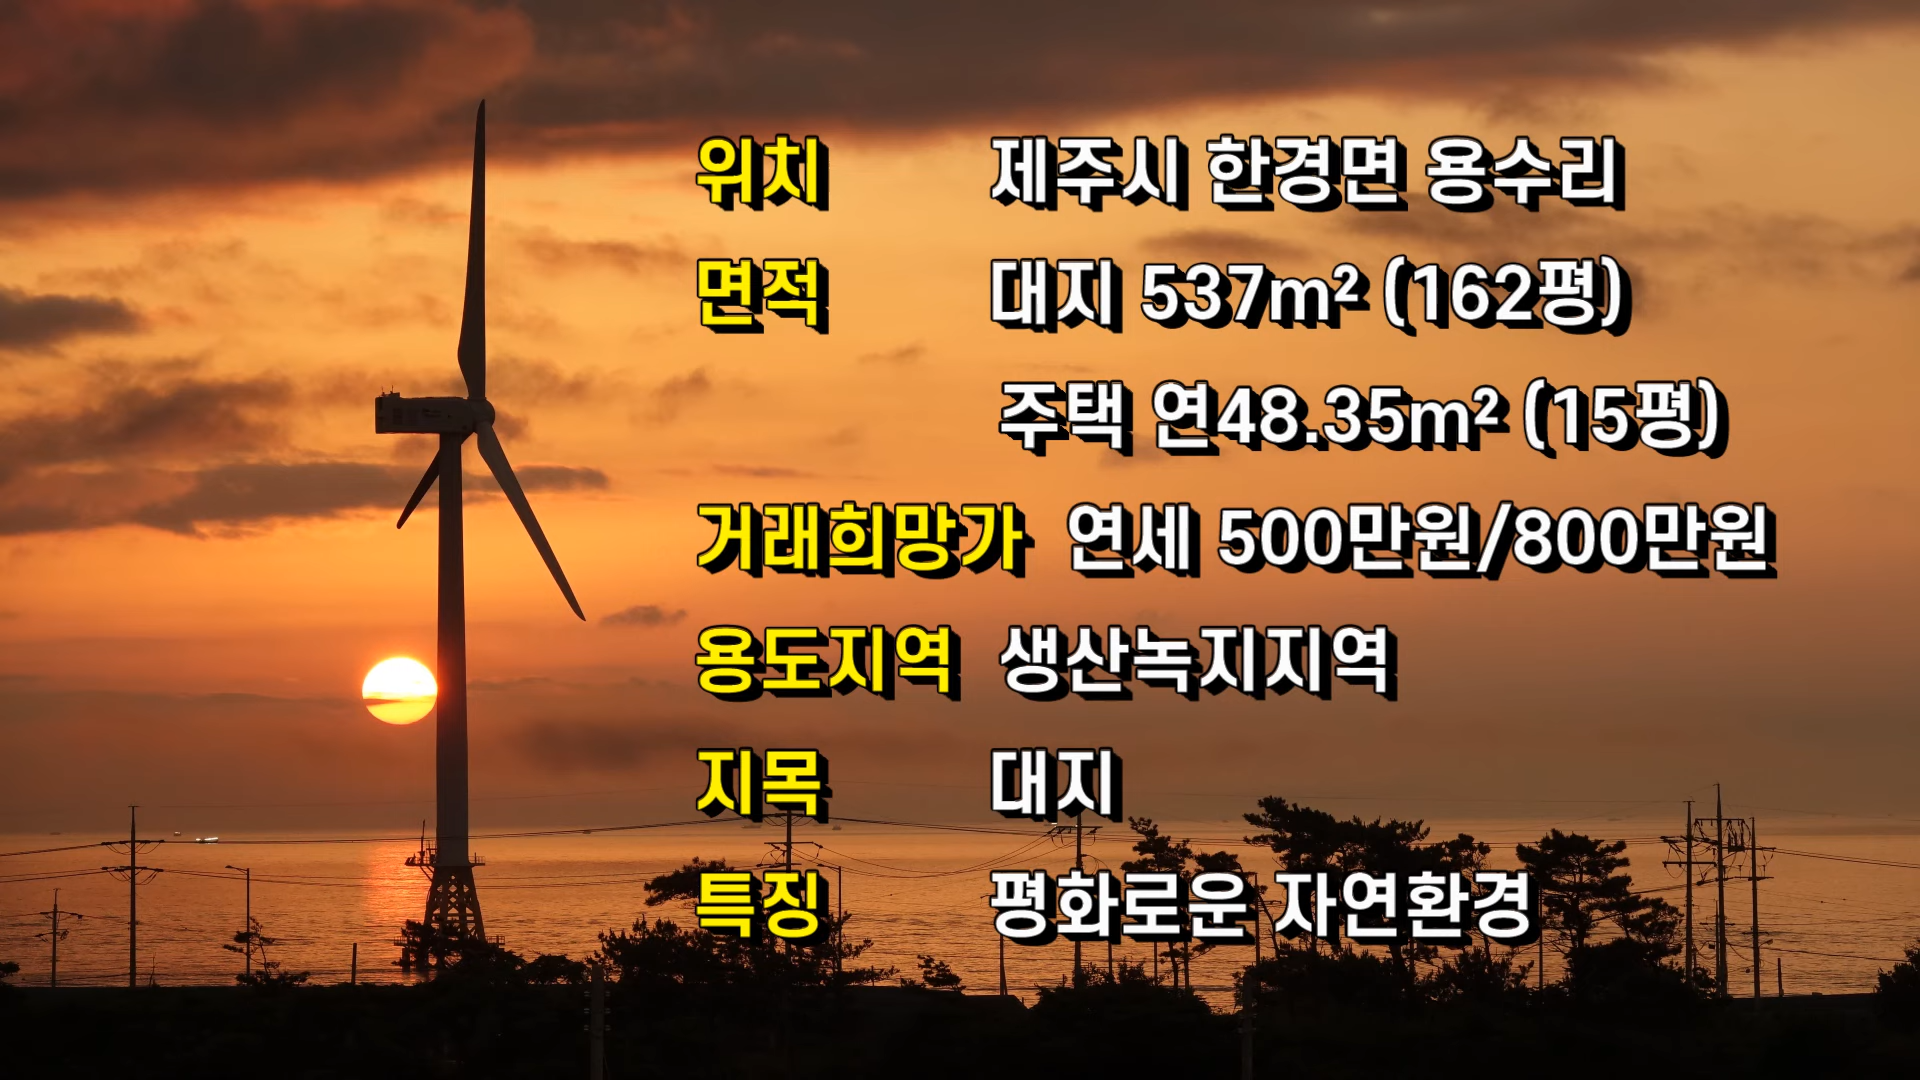 위치 제주시 한경면 용수리
면적 대지 537m² (162평)
주택 연48.35m² (15평)
거래희망가 연세 500만원/800만원
용도지역 생산녹지지역
지목 대지
특징 평화로운 자연환경